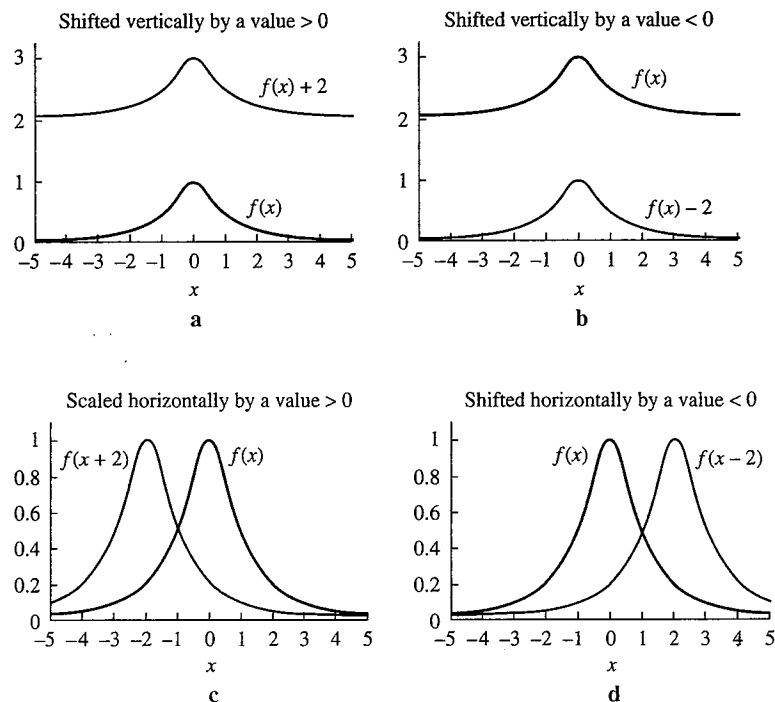 Shifted vertically by a value > 0
3
f(x) + 2
2
1
f(x)
0
–5 –4 –3 –2 –1 0 1 2 3 4 5
x
a
Shifted vertically by a value < 0
3
f(x)
2
1
f(x) – 2
0
–5 –4 –3 –2 –1 0 1 2 3 4 5
x
b
Scaled horizontally by a value > 0
1
f(x + 2)
f(x)
0.8
0.6
0.4
0.2
0
–5 –4 –3 –2 –1 0 1 2 3 4 5
x
c
Shifted horizontally by a value < 0
1
f(x)
f(x – 2)
0.8
0.6
0.4
0.2
0
–5 –4 –3 –2 –1 0 1 2 3 4 5
x
d